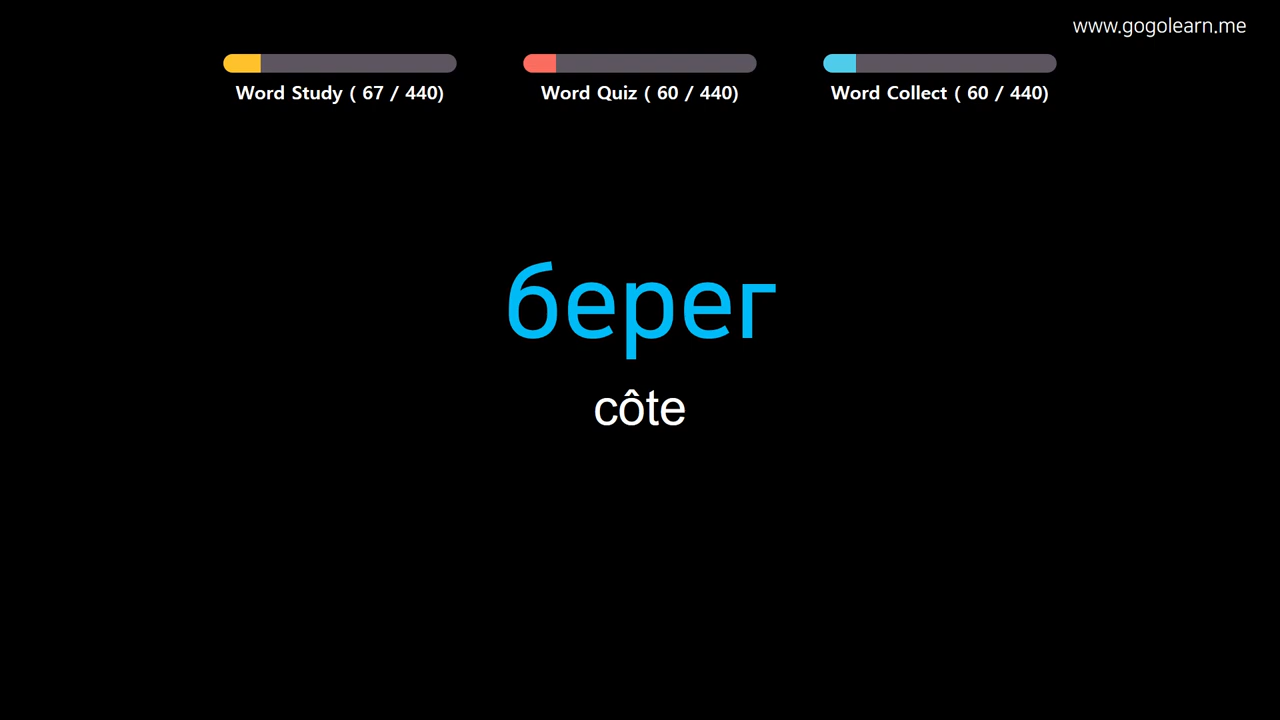 www.gogolearn.me
Word Study ( 67 / 440)
Word Quiz ( 60 / 440)
Word Collect ( 60 / 440)
берег
côte